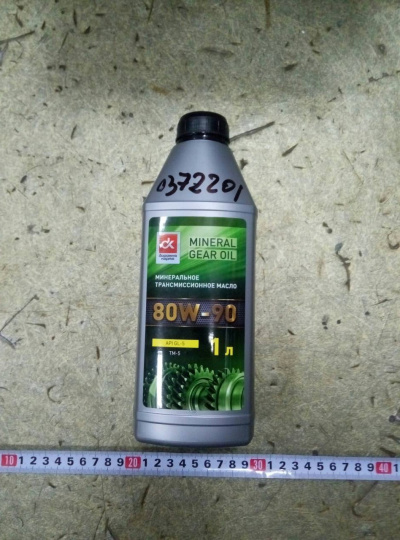 0372201
ДК
MINERAL
GEAR OIL
МИНЕРАЛЬНОЕ
ТРАНСМИССИОННОЕ МАСЛО
80W-90
API GL 5
1 л
ТМ-5
10 1 2 3 4 5 6 7 8 9 20 1 2 3 4 5 6 7 8 9 30 1 2 3 4 5 6 7 8 9 40 1